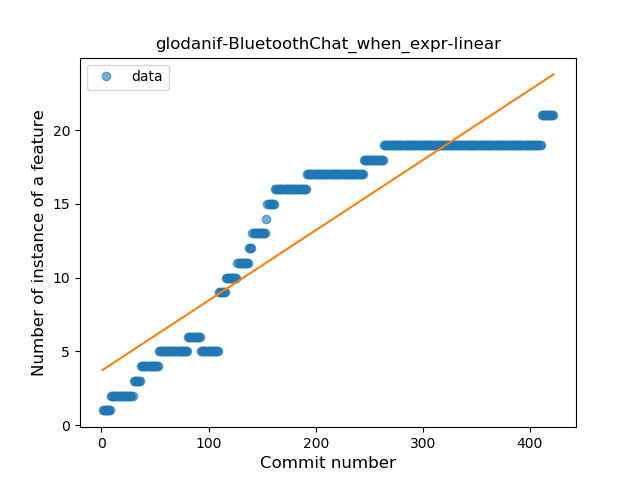 glodanif-BluetoothChat_when_expr-linear
data
Number of instance of a feature
20
15
10
5
0
0 100 200 300 400
Commit number